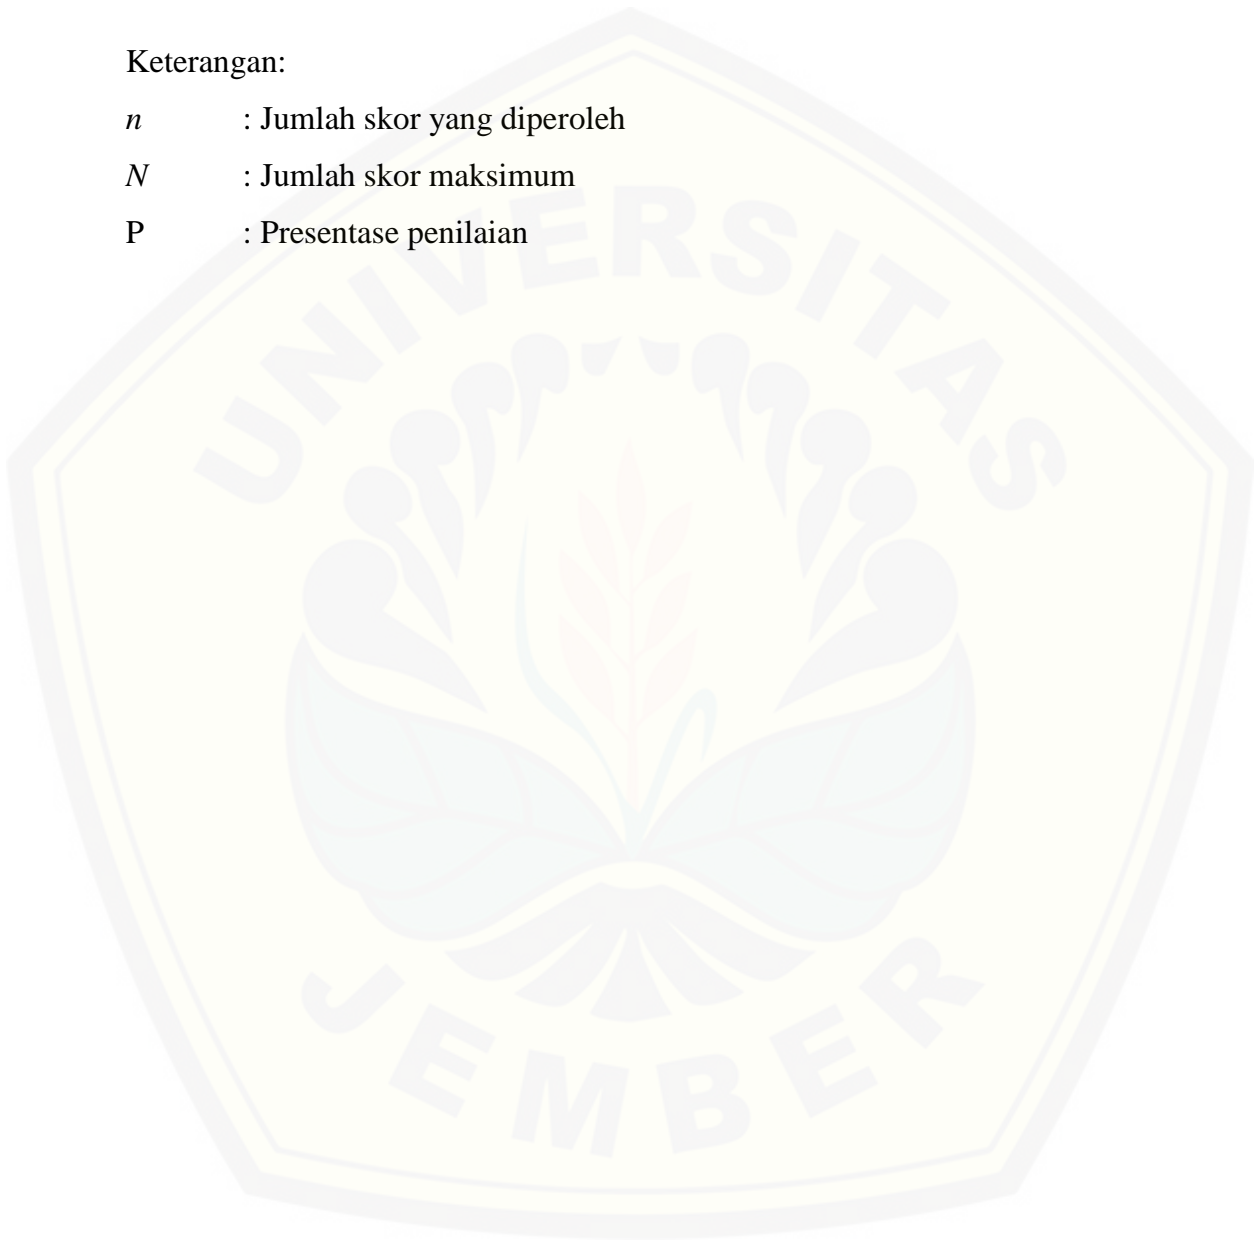 Keterangan:
n : Jumlah skor yang diperoleh
N : Jumlah skor maksimum
P : Presentase penilaian
UNIVERSITAS
JEMBER